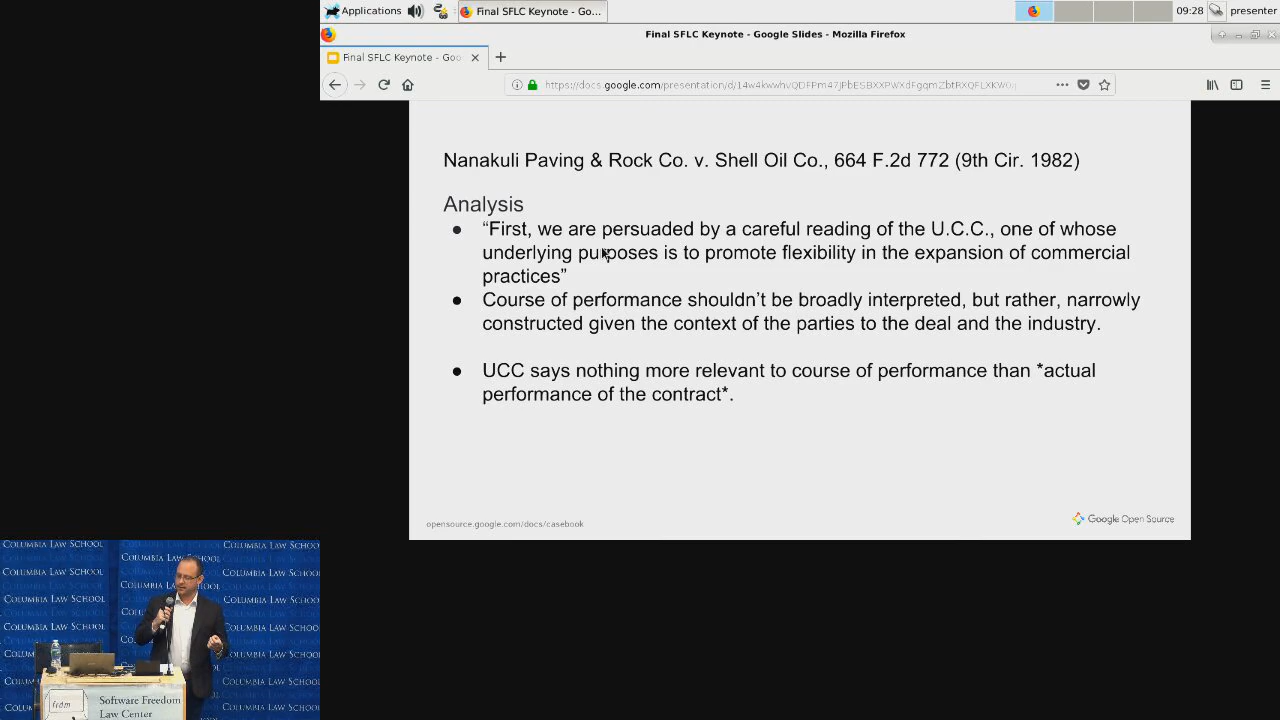 Applications
Final SFLC Keynote - Go...
09:28
presenter
Final SFLC Keynote - Google Slides - Mozilla Firefox
Final SFLC Keynote - Goo
https://docs.google.com/presentation/d/
Nanakuli Paving & Rock Co. v. Shell Oil Co., 664 F.2d 772 (9th Cir. 1982)
Analysis
● “First, we are persuaded by a careful reading of the U.C.C., one of whose
underlying purposes is to promote flexibility in the expansion of commercial
practices”
● Course of performance shouldn’t be broadly interpreted, but rather, narrowly
constructed given the context of the parties to the deal and the industry.
● UCC says nothing more relevant to course of performance than *actual
performance of the contract*.
opensource.google.com/docs/casebook
Google Open Source
COLUMBIA LAW SCHOOL
Software Freedom
Law Center